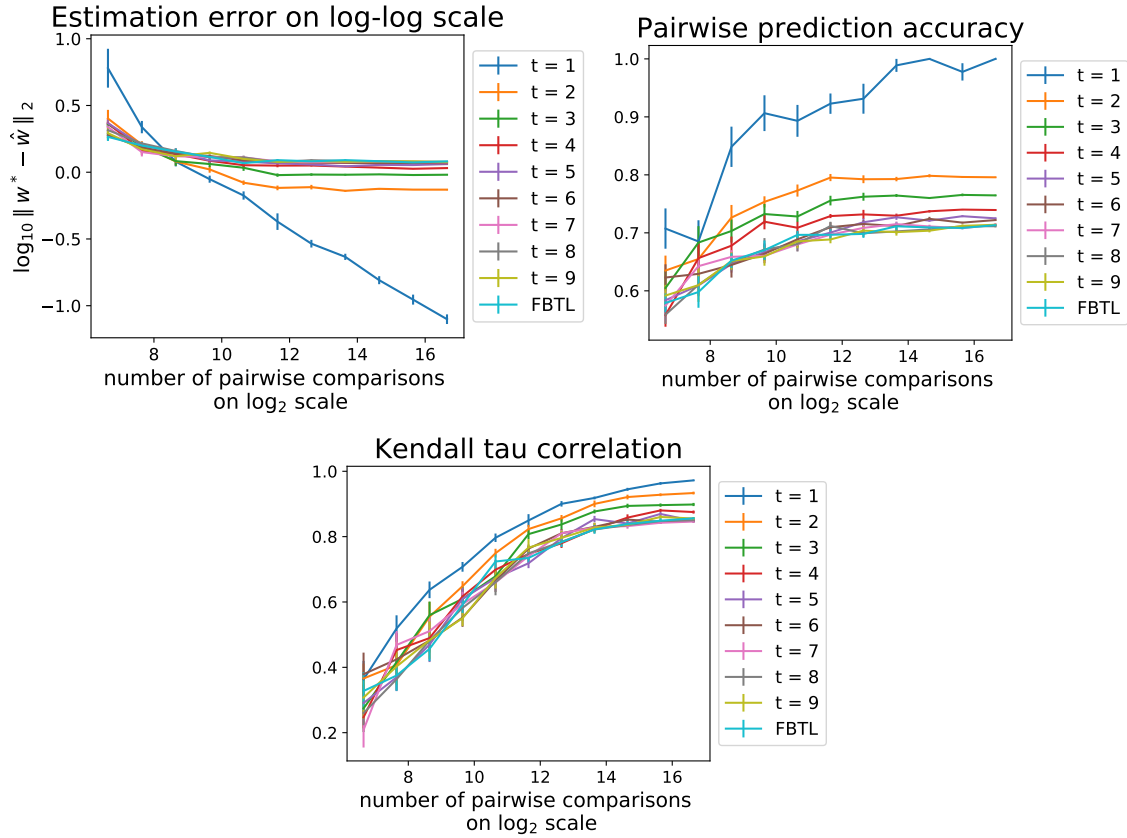 Estimation error on log-log scale
1.0
0.5
0.0
−0.5
−1.0
log₁₀ ‖ w* − ŵ ‖ ₂
8 10 12 14 16
number of pairwise comparisons
on log₂ scale
t = 1
t = 2
t = 3
t = 4
t = 5
t = 6
t = 7
t = 8
t = 9
FBTL
Pairwise prediction accuracy
1.0
0.9
0.8
0.7
0.6
8 10 12 14 16
number of pairwise comparisons
on log₂ scale
t = 1
t = 2
t = 3
t = 4
t = 5
t = 6
t = 7
t = 8
t = 9
FBTL
Kendall tau correlation
1.0
0.8
0.6
0.4
0.2
8 10 12 14 16
number of pairwise comparisons
on log₂ scale
t = 1
t = 2
t = 3
t = 4
t = 5
t = 6
t = 7
t = 8
t = 9
FBTL